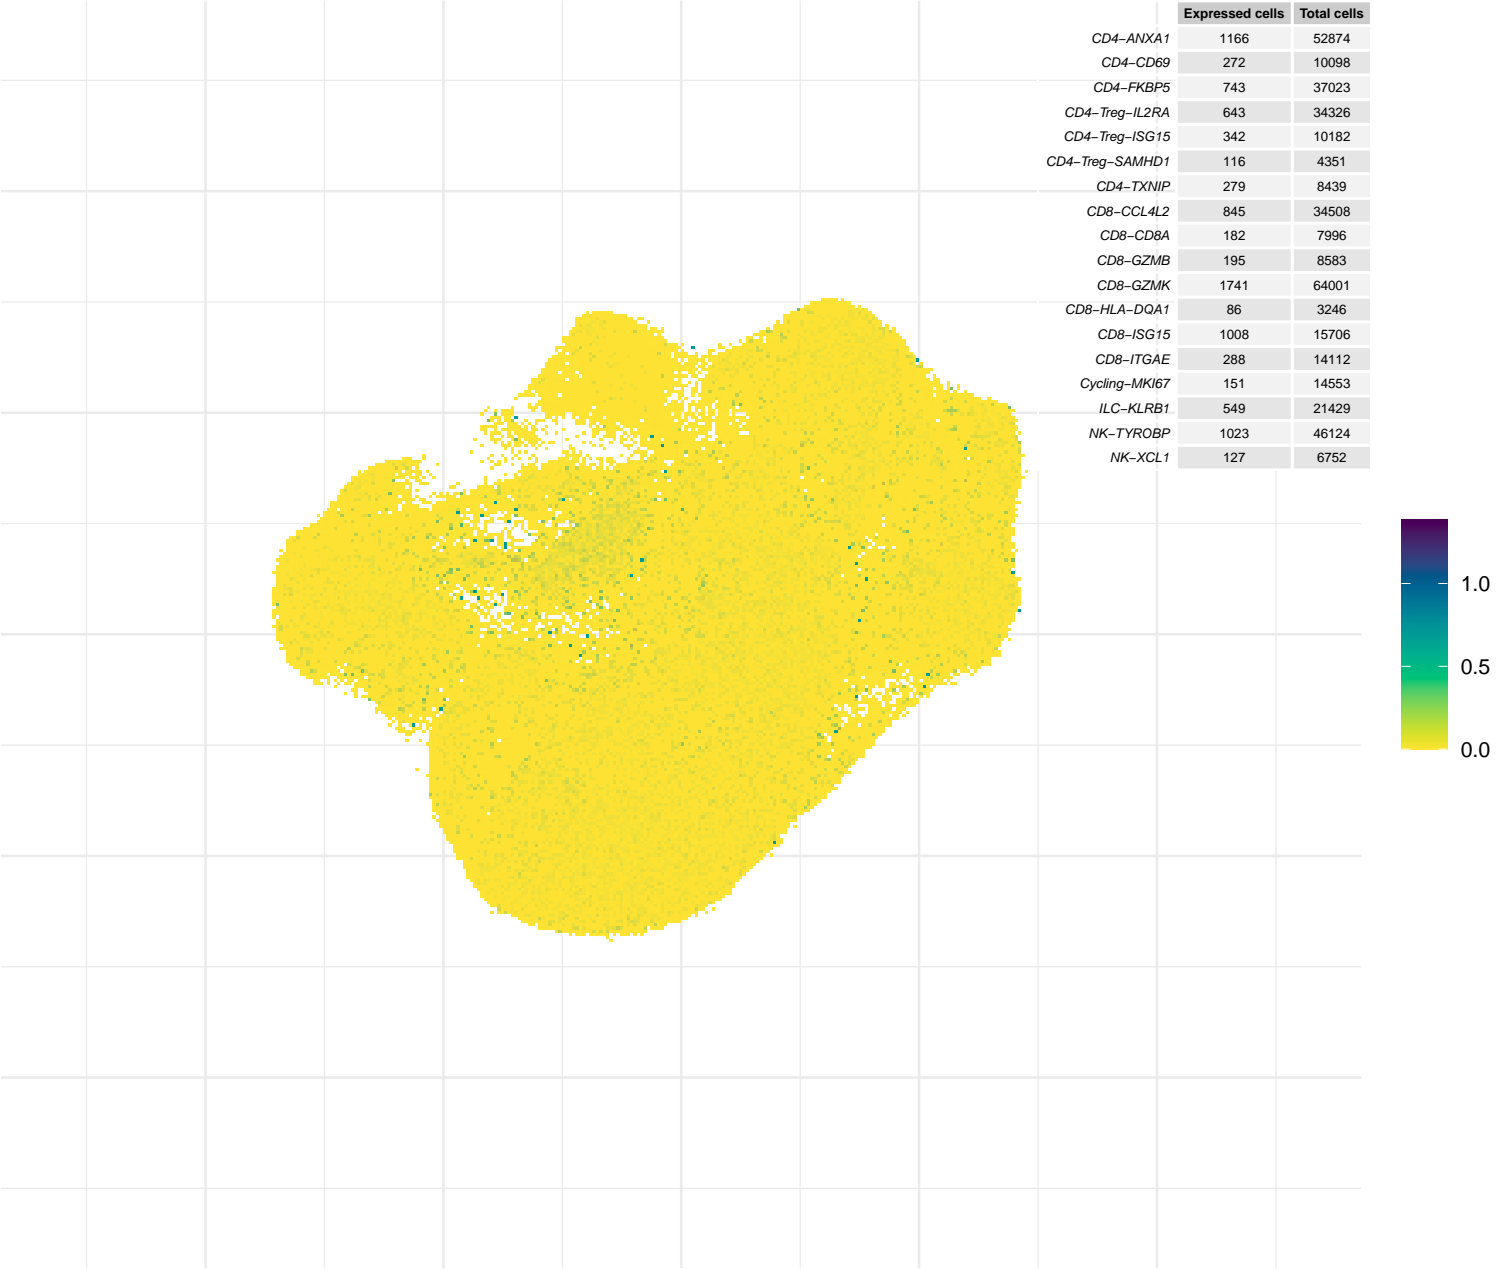 Expressed cells Total cells
CD4−ANXA1 1166 52874
CD4−CD69 272 10098
CD4−FKBP5 743 37023
CD4−Treg−IL2RA 643 34326
CD4−Treg−ISG15 342 10182
CD4−Treg−SAMHD1 116 4351
CD4−TXNIP 279 8439
CD8−CCL4L2 845 34508
CD8−CD8A 182 7996
CD8−GZMB 195 8583
CD8−GZMK 1741 64001
CD8−HLA−DQA1 86 3246
CD8−ISG15 1008 15706
CD8−ITGAE 288 14112
Cycling−MKI67 151 14553
ILC−KLRB1 549 21429
NK−TYROBP 1023 46124
NK−XCL1 127 6752
1.0
0.5
0.0